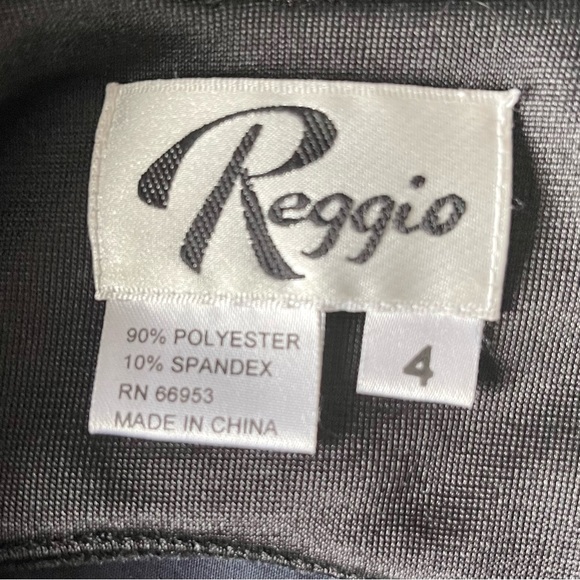 Reggio
90% POLYESTER
10% SPANDEX
RN 66953
MADE IN CHINA
4